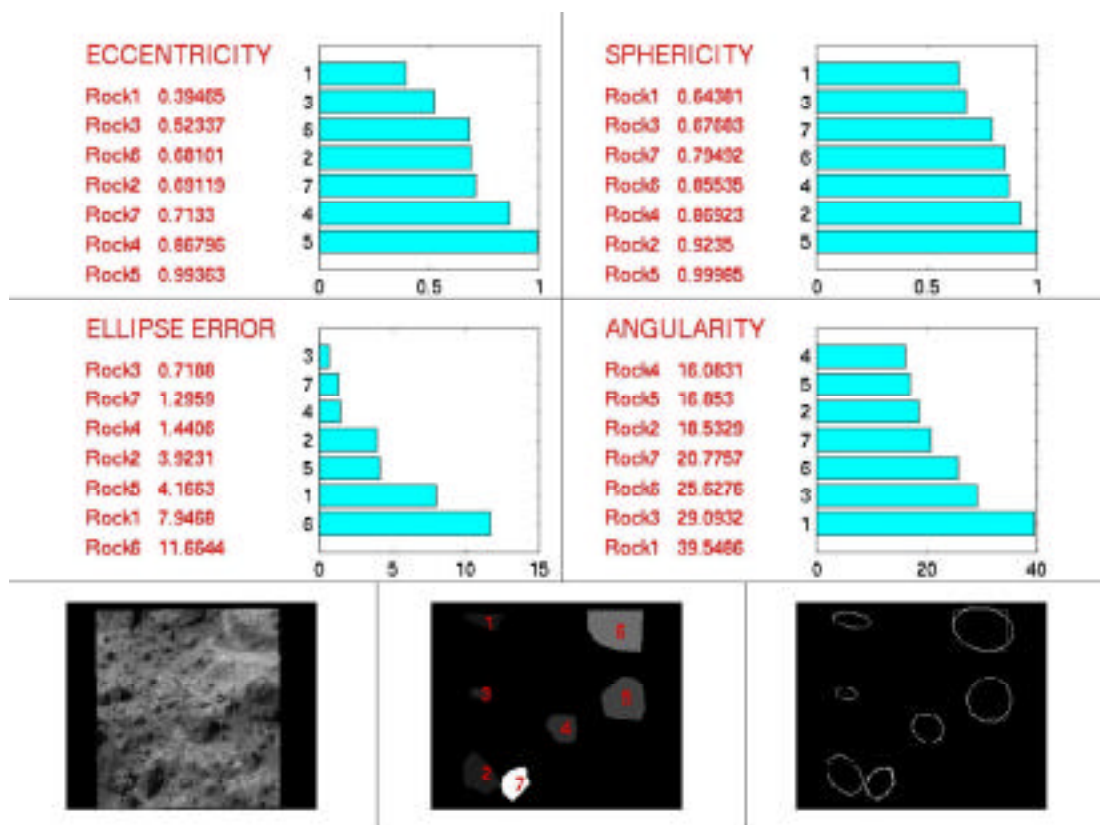 ECCENTRICITY
Rock1 0.39465
Rock3 0.52337
Rock6 0.68101
Rock2 0.69119
Rock7 0.7133
Rock4 0.86796
Rock5 0.99363
1
3
6
2
7
4
5
0 0.5 1
SPHERICITY
Rock1 0.64381
Rock3 0.67683
Rock7 0.79492
Rock6 0.85535
Rock4 0.86923
Rock2 0.9235
Rock5 0.99985
1
3
7
6
4
2
5
0 0.5 1
ELLIPSE ERROR
Rock3 0.7188
Rock7 1.2959
Rock4 1.4406
Rock2 3.9231
Rock5 4.1663
Rock1 7.9468
Rock6 11.6644
3
7
4
2
5
1
6
0 5 10 15
ANGULARITY
Rock4 16.0831
Rock5 16.853
Rock2 18.5329
Rock7 20.7757
Rock6 25.6276
Rock3 29.0932
Rock1 39.5486
4
5
2
7
6
3
1
0 20 40
1
6
3
5
4
2
7